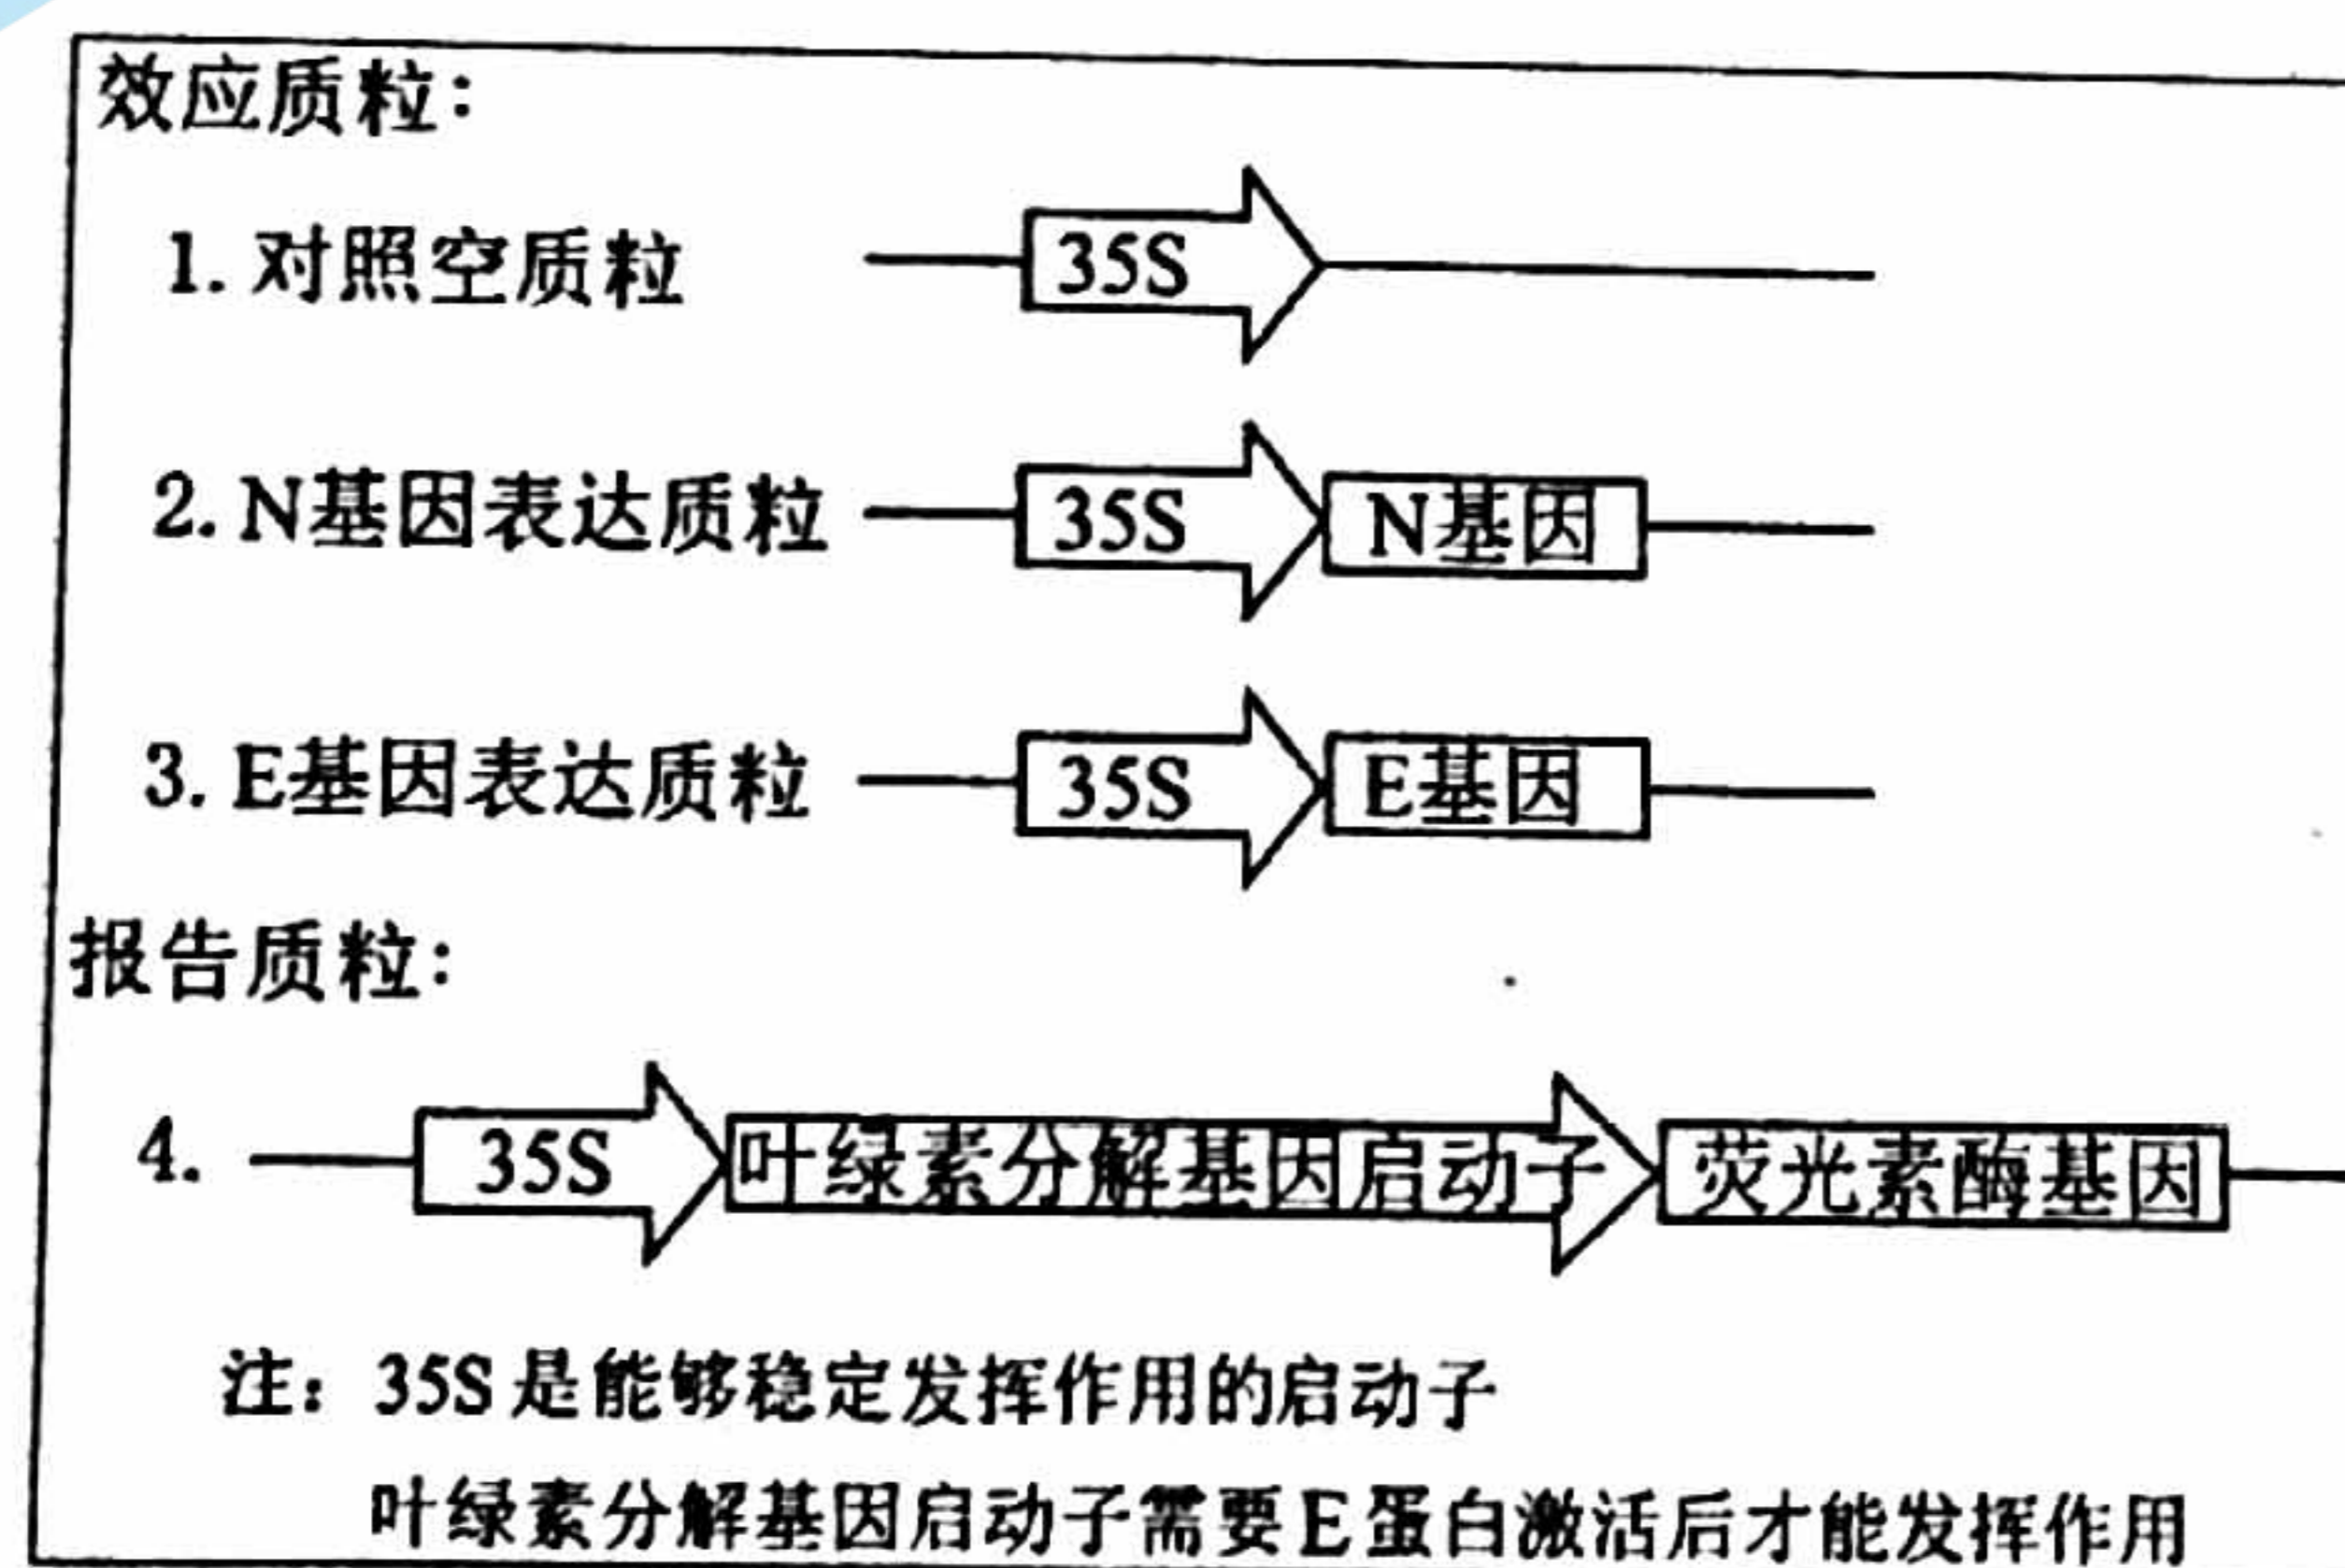 效应质粒：
1. 对照空质粒 35S
2. N基因表达质粒 35S N基因
3. E基因表达质粒 35S E基因
报告质粒：
4. 35S 叶绿素分解基因启动子 荧光素酶基因
注：35S是能够稳定发挥作用的启动子
叶绿素分解基因启动子需要E蛋白激活后才能发挥作用